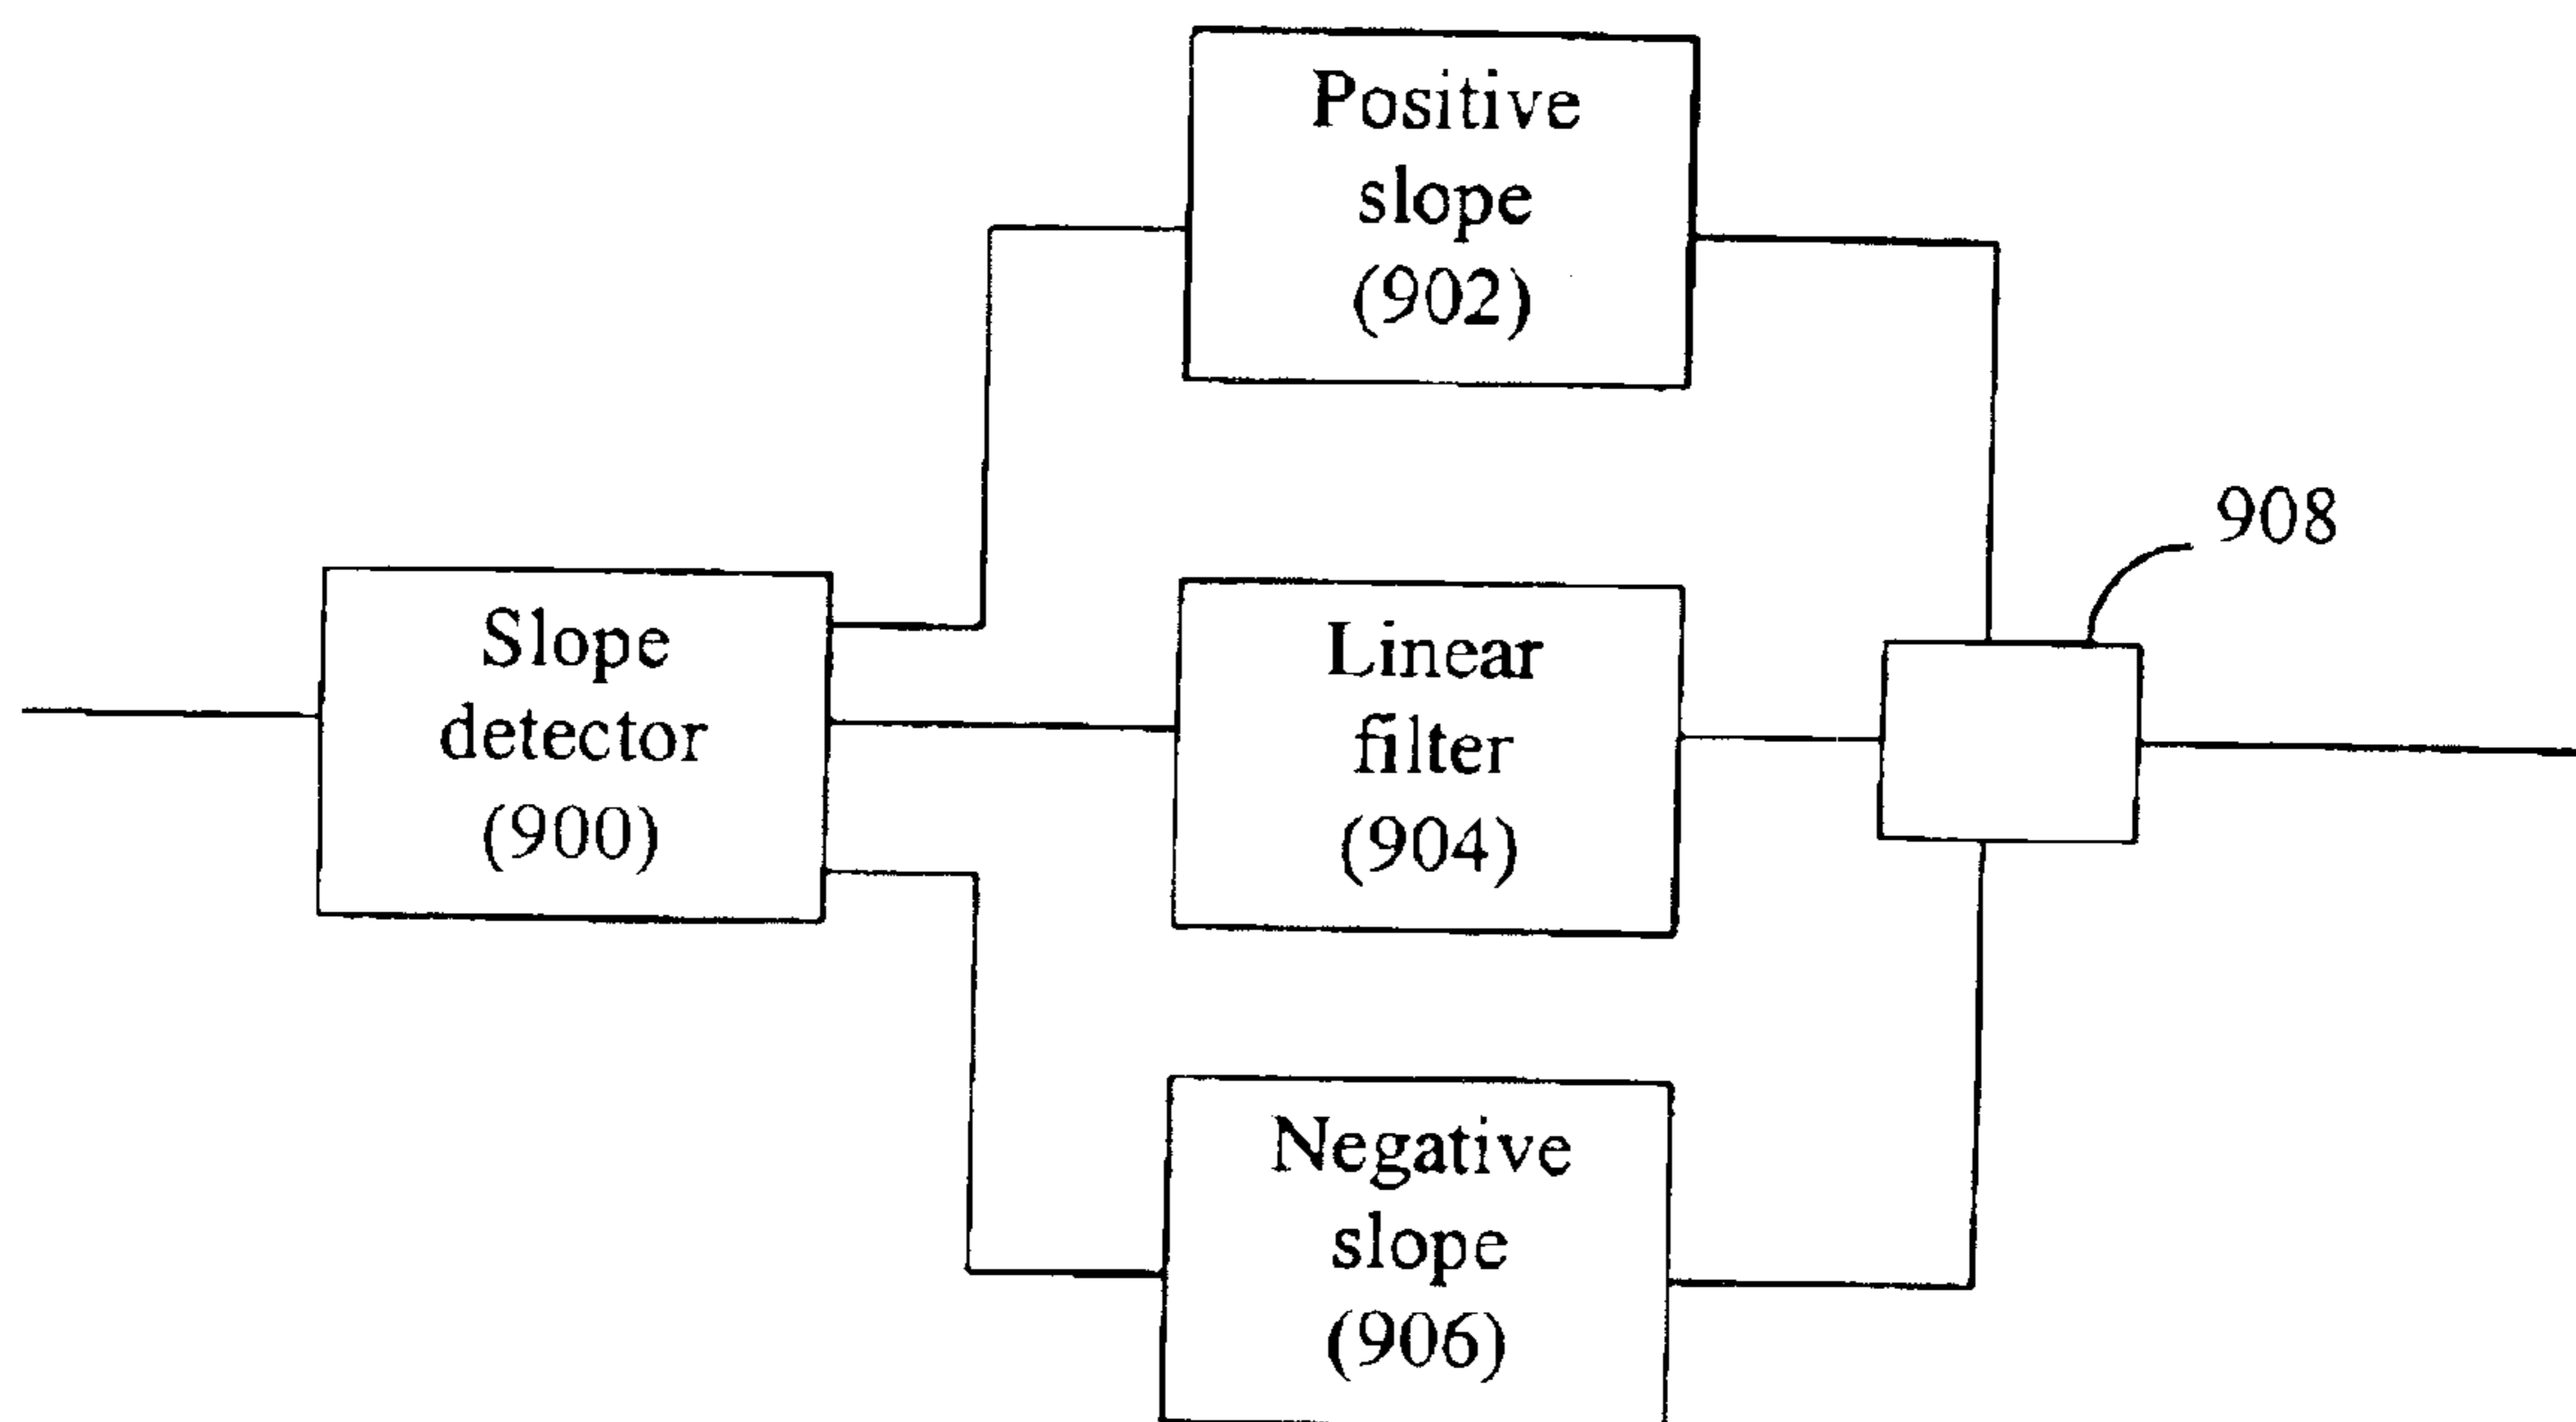 Positive
slope
(902)
908
Slope
detector
(900)
Linear
filter
(904)
Negative
slope
(906)